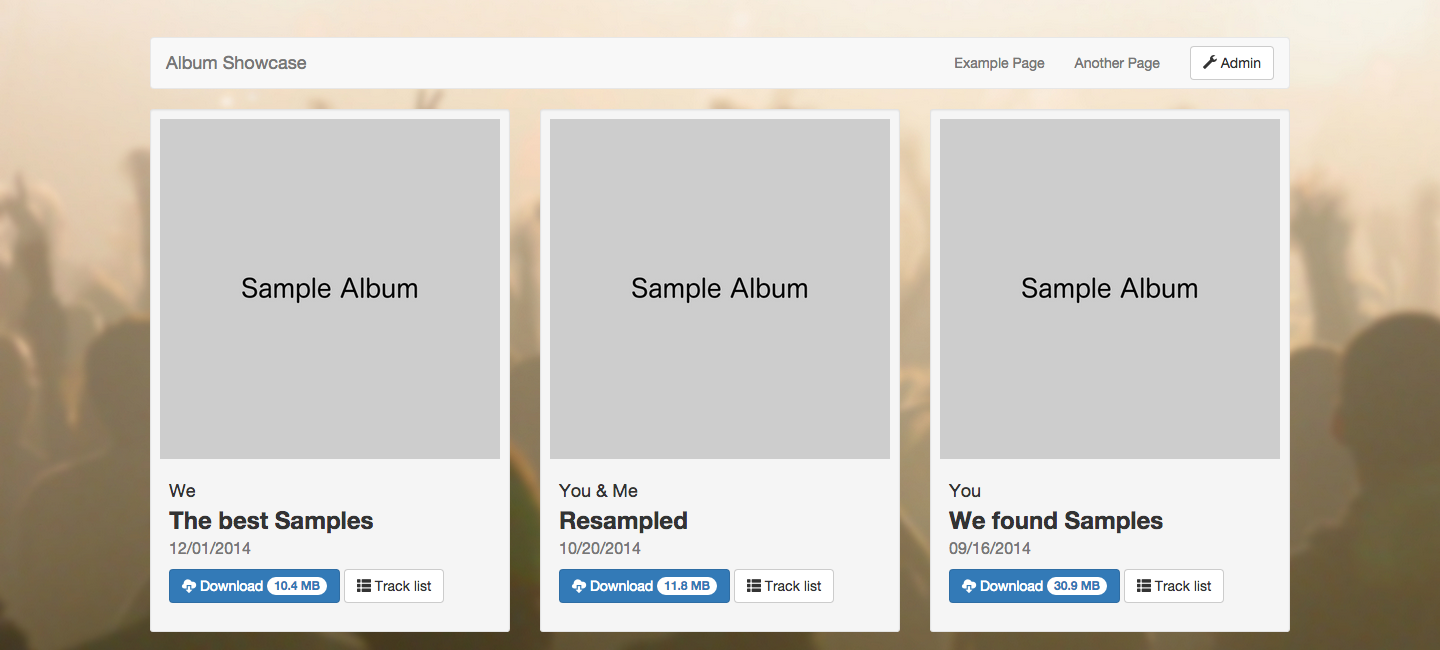 Album Showcase Example Page Another Page Admin
Sample Album Sample Album Sample Album
We
The best Samples
12/01/2014
Download 10.4 MB Track list
You & Me
Resampled
10/20/2014
Download 11.8 MB Track list
You
We found Samples
09/16/2014
Download 30.9 MB Track list